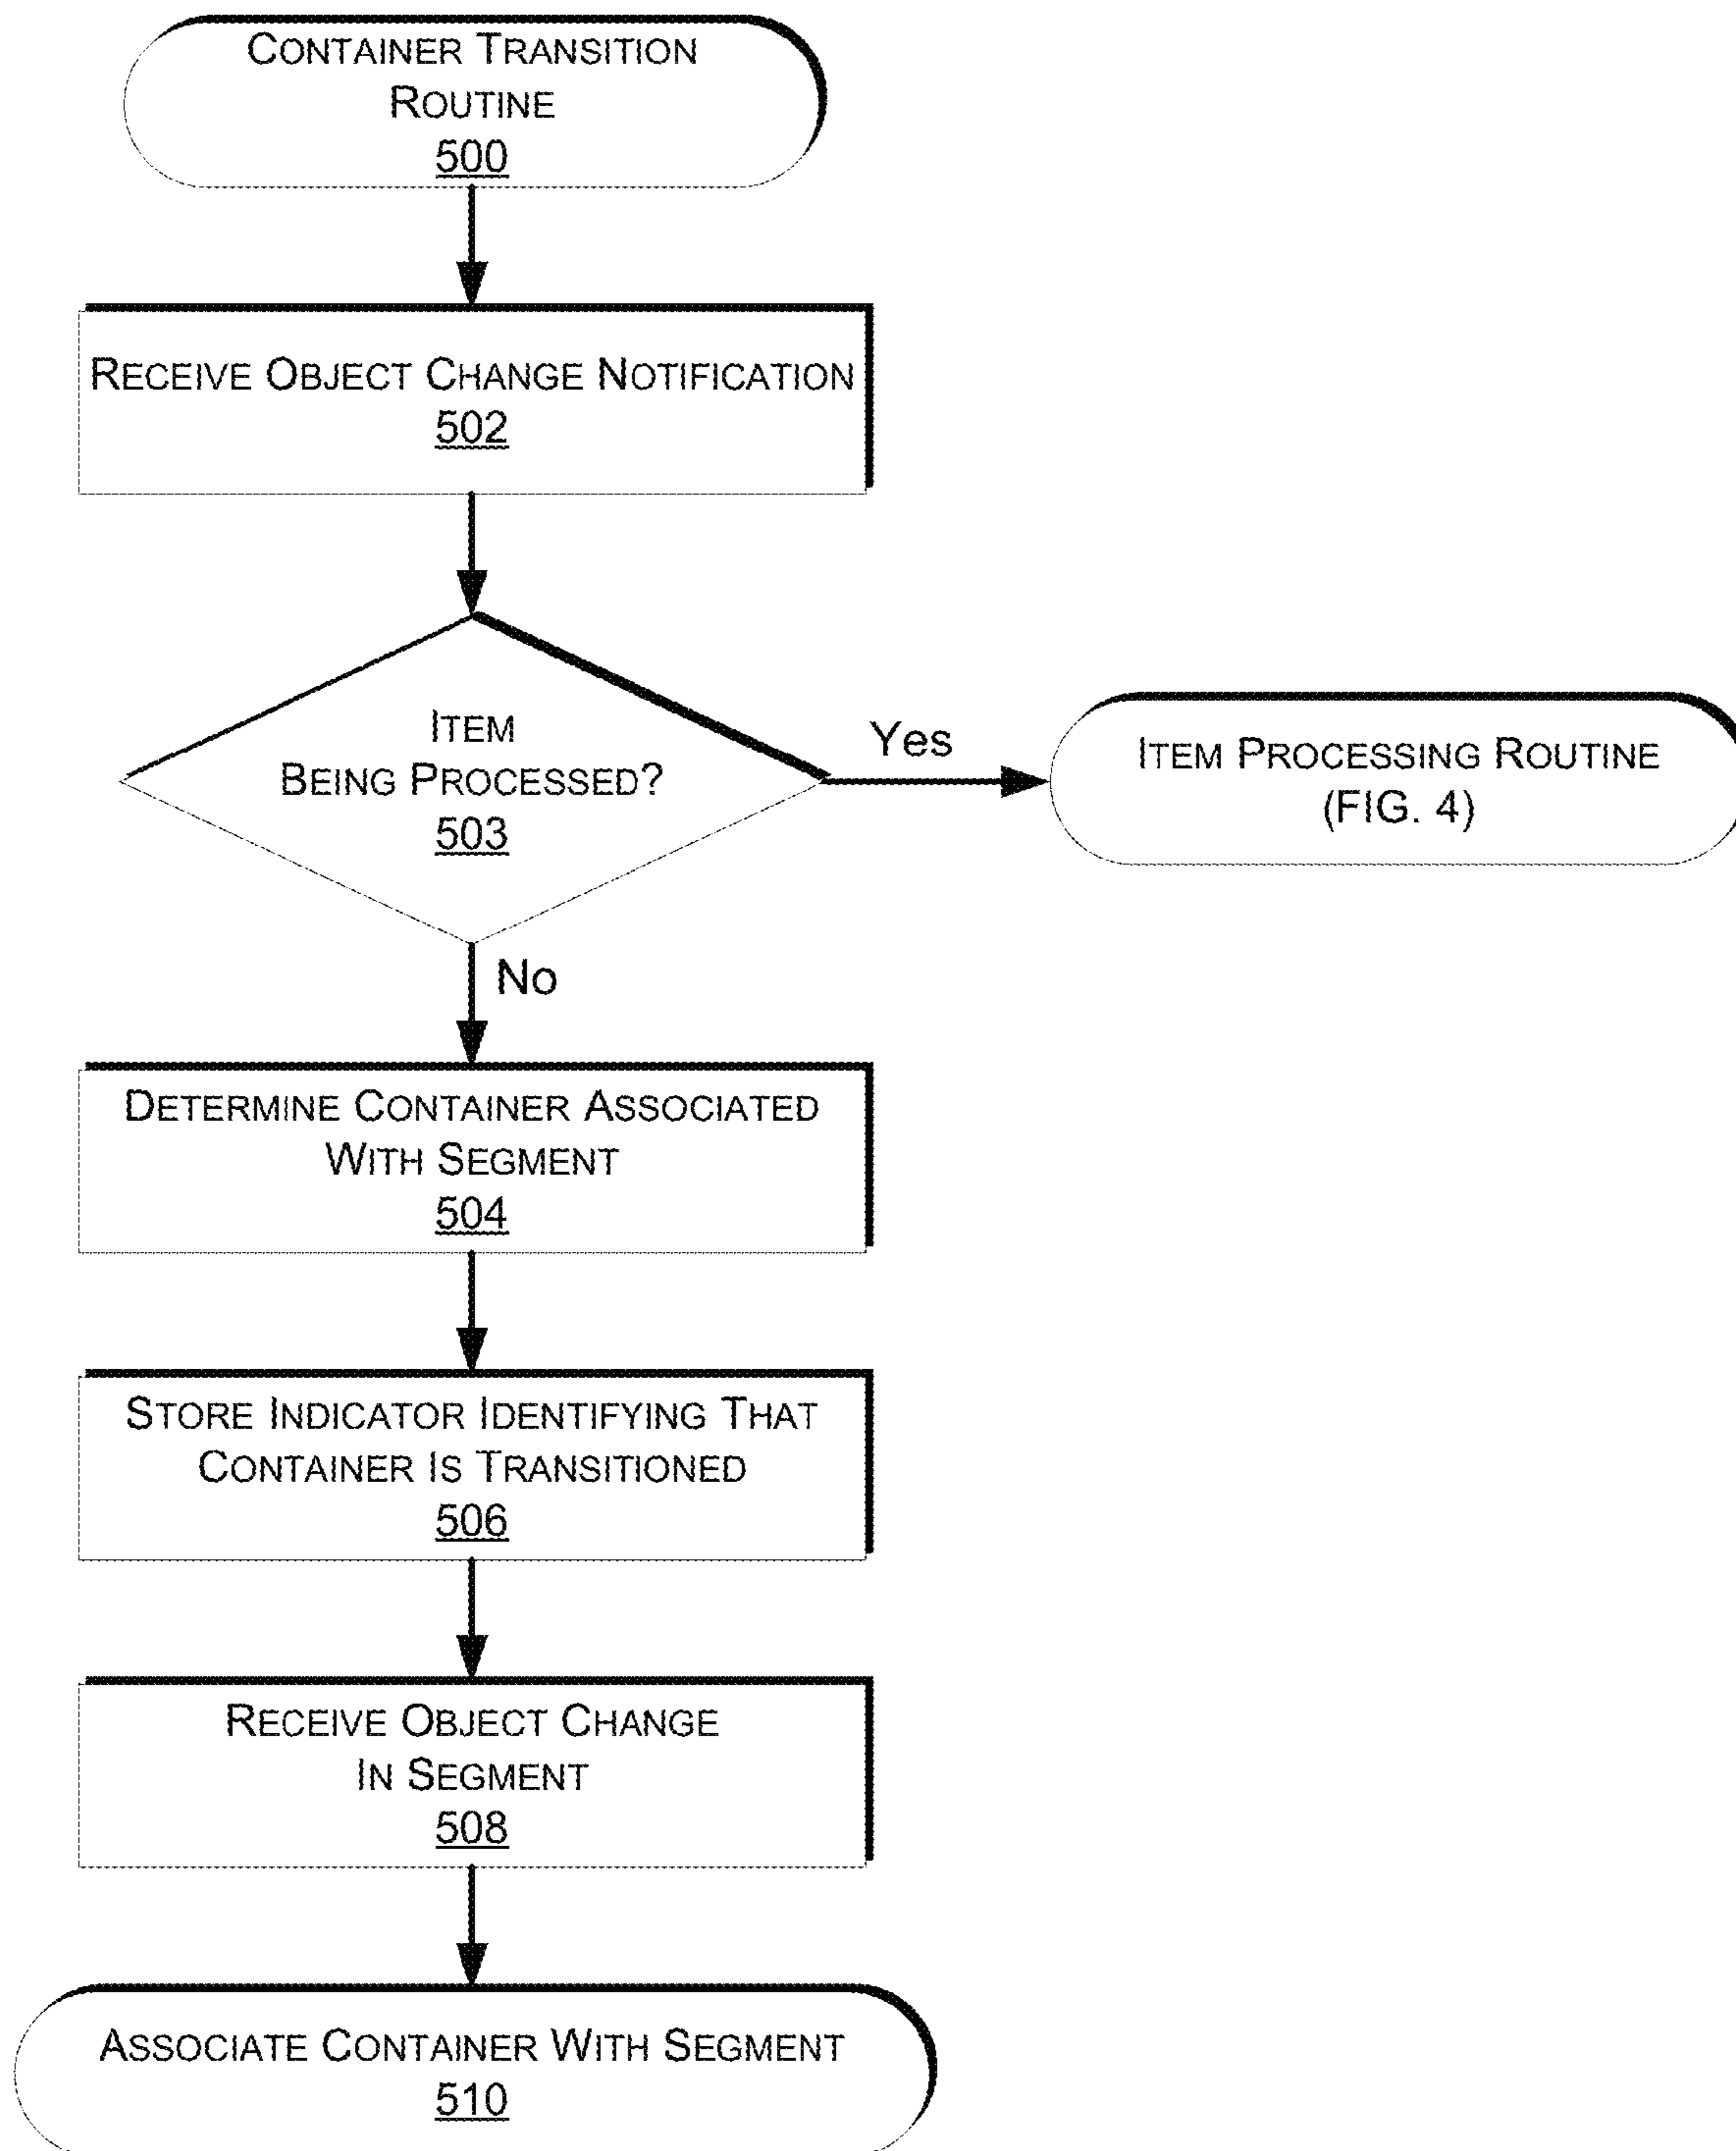 CONTAINER TRANSITION
ROUTINE
500
RECEIVE OBJECT CHANGE NOTIFICATION
502
ITEM
BEING PROCESSED?
503
Yes
ITEM PROCESSING ROUTINE
(FIG. 4)
No
DETERMINE CONTAINER ASSOCIATED
WITH SEGMENT
504
STORE INDICATOR IDENTIFYING THAT
CONTAINER IS TRANSITIONED
506
RECEIVE OBJECT CHANGE
IN SEGMENT
508
ASSOCIATE CONTAINER WITH SEGMENT
510